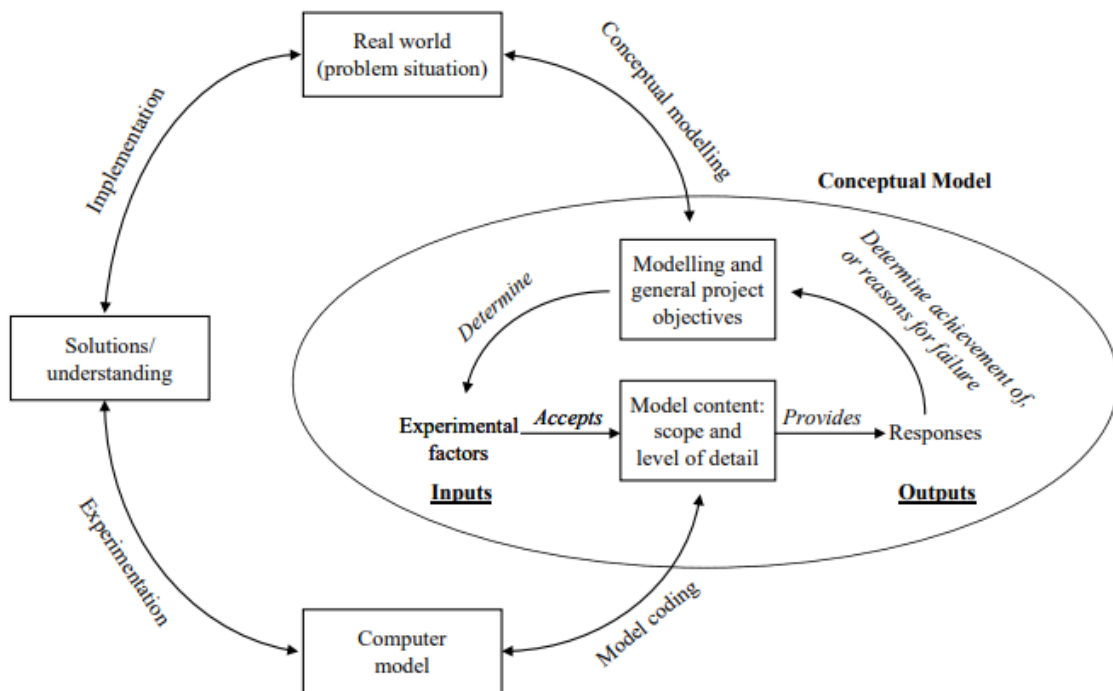 Real world
(problem situation)
Conceptual modelling
Implementation
Conceptual Model
Modelling and
general project
objectives
Determine
Determine achievement of,
or reasons for failure
Solutions/
understanding
Experimental
factors
Accepts
Model content:
scope and
level of detail
Provides
Responses
Inputs
Outputs
Experimentation
Model coding
Computer
model